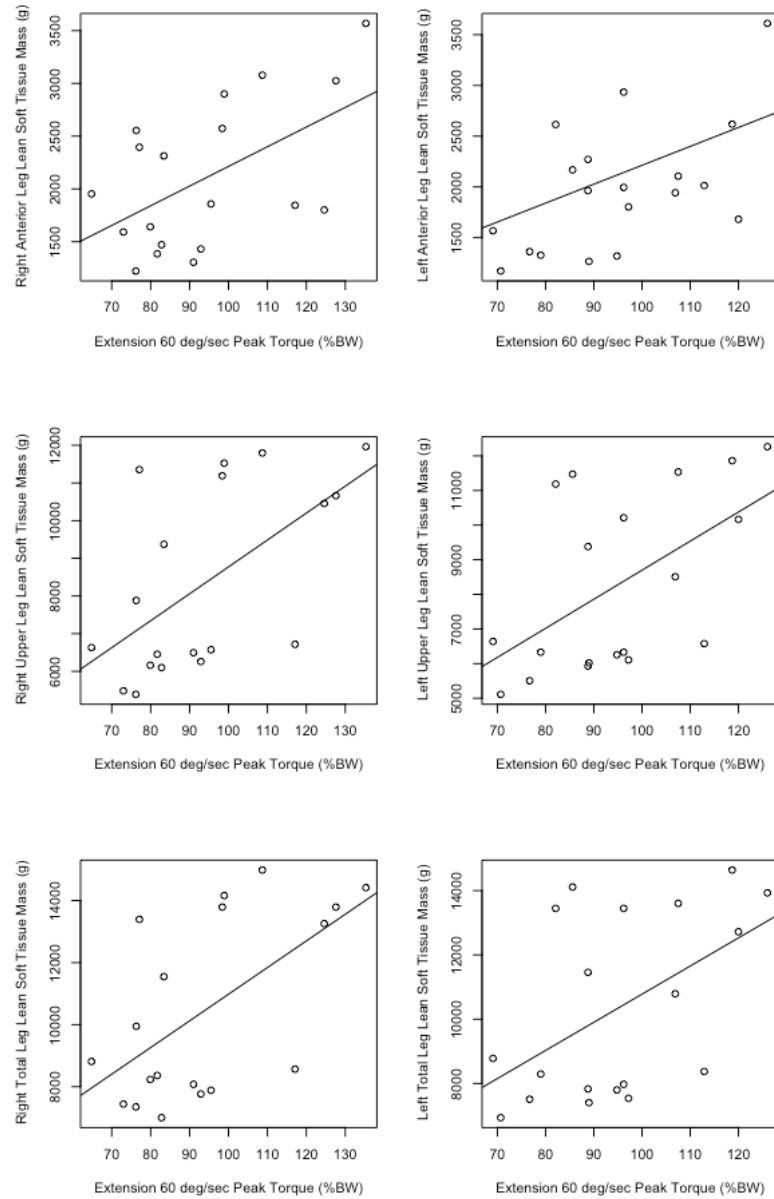 Right Anterior Leg Lean Soft Tissue Mass (g)
3500
3000
2500
2000
1500
70 80 90 100 110 120 130
Extension 60 deg/sec Peak Torque (%BW)
Left Anterior Leg Lean Soft Tissue Mass (g)
3500
3000
2500
2000
1500
70 80 90 100 110 120
Extension 60 deg/sec Peak Torque (%BW)
Right Upper Leg Lean Soft Tissue Mass (g)
12000
10000
8000
6000
70 80 90 100 110 120 130
Extension 60 deg/sec Peak Torque (%BW)
Left Upper Leg Lean Soft Tissue Mass (g)
11000
9000
7000
5000
70 80 90 100 110 120
Extension 60 deg/sec Peak Torque (%BW)
Right Total Leg Lean Soft Tissue Mass (g)
14000
12000
10000
8000
70 80 90 100 110 120 130
Extension 60 deg/sec Peak Torque (%BW)
Left Total Leg Lean Soft Tissue Mass (g)
14000
12000
10000
8000
70 80 90 100 110 120
Extension 60 deg/sec Peak Torque (%BW)